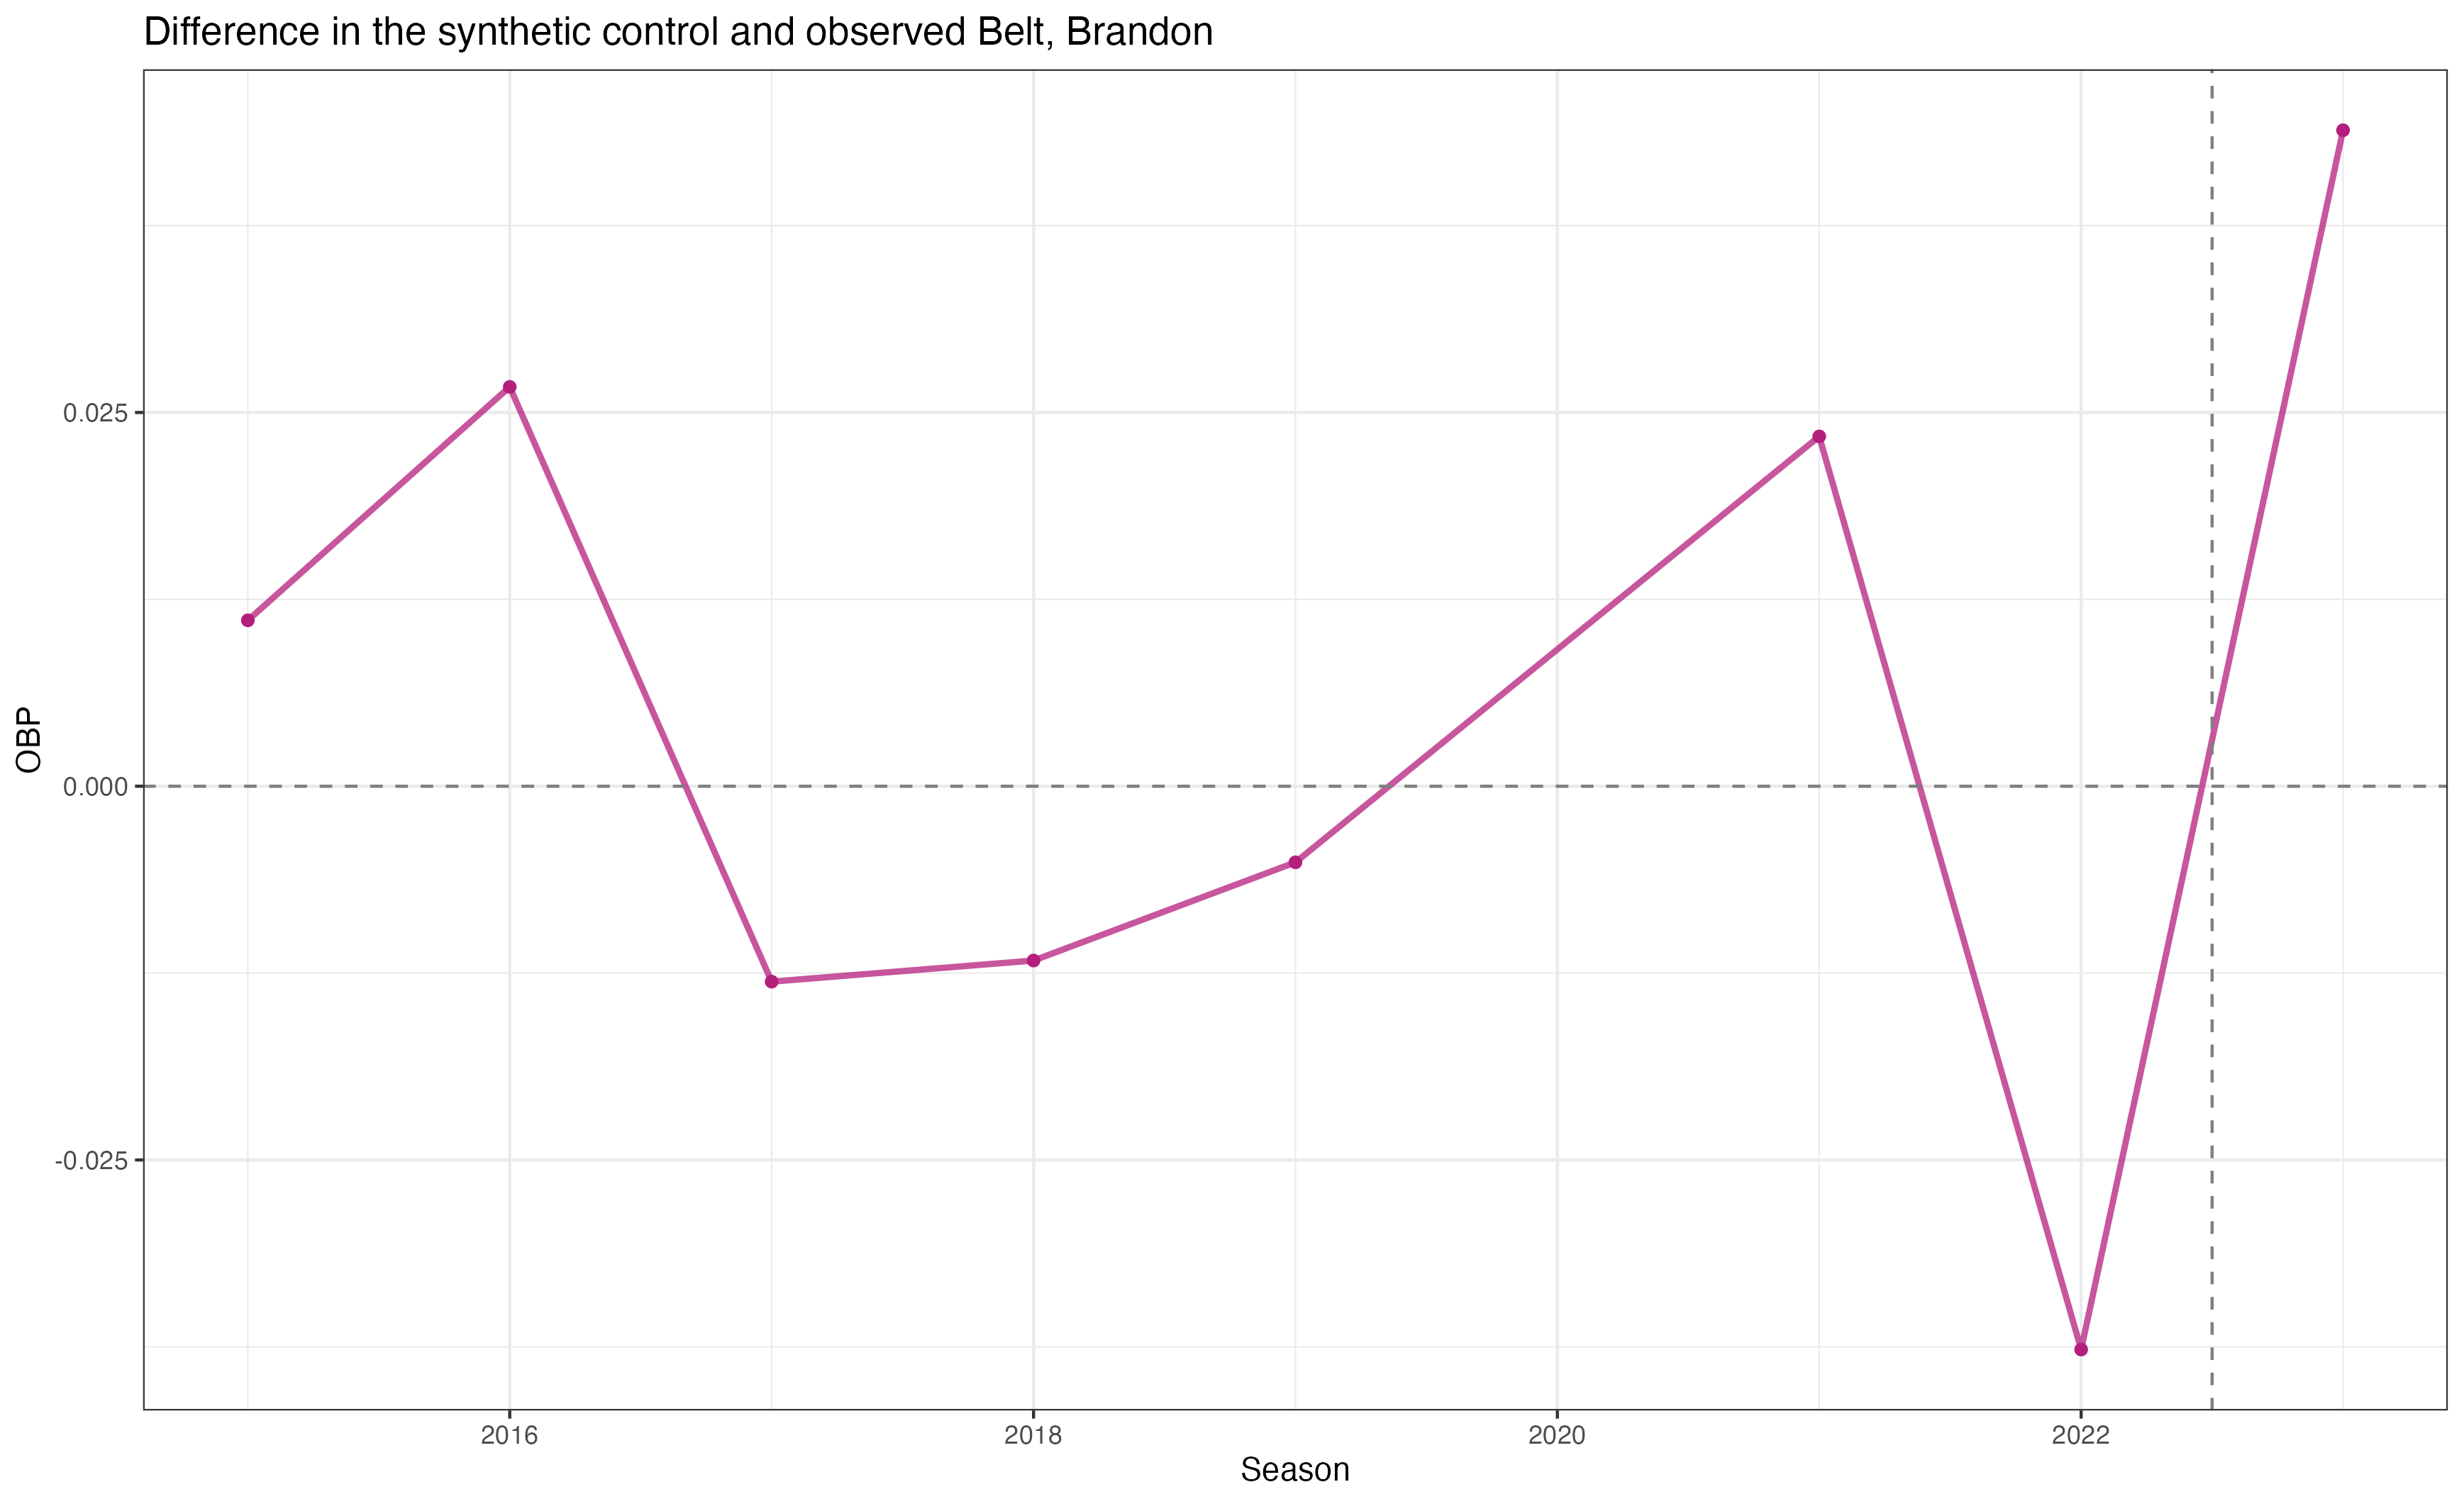 Difference in the synthetic control and observed Belt, Brandon
OBP
0.025
0.000
-0.025
2016
2018
2020
2022
Season